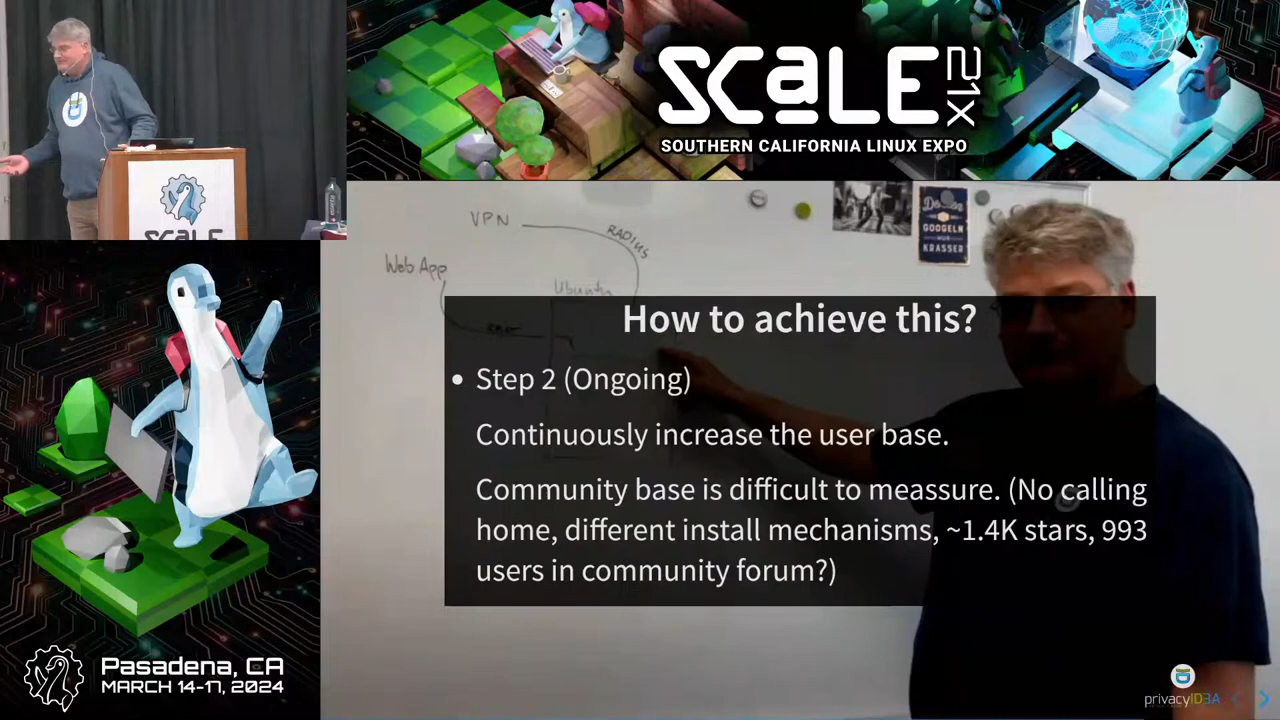 SCaLE 21X
SOUTHERN CALIFORNIA LINUX EXPO
SCALE
VPN
RADIUS
Web App
Ubuntu
GOOGELN
KRASSER
How to achieve this?
• Step 2 (Ongoing)
Continuously increase the user base.
Community base is difficult to meassure. (No calling
home, different install mechanisms, ~1.4K stars, 993
users in community forum?)
Pasadena, CA
MARCH 14-17, 2024
privacyID3A